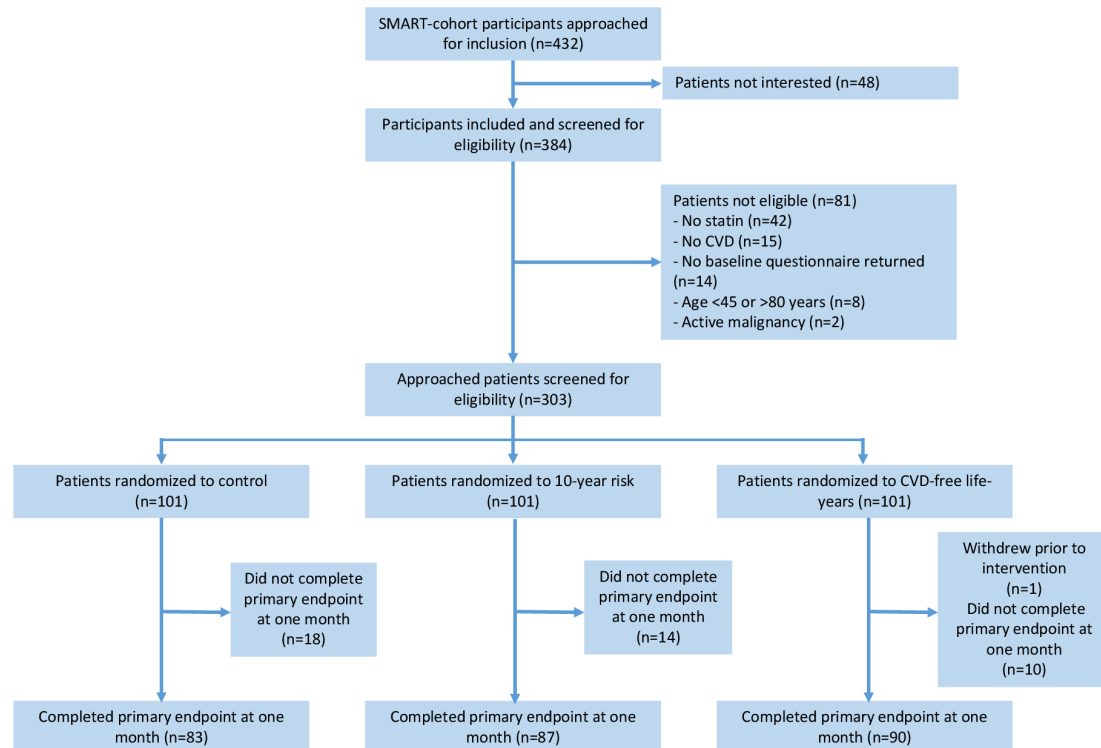 SMART-cohort participants approached
for inclusion (n=432)
Patients not interested (n=48)
Participants included and screened for
eligibility (n=384)
Patients not eligible (n=81)
- No statin (n=42)
- No CVD (n=15)
- No baseline questionnaire returned
(n=14)
- Age <45 or >80 years (n=8)
- Active malignancy (n=2)
Approached patients screened for
eligibility (n=303)
Patients randomized to control
(n=101)
Patients randomized to 10-year risk
(n=101)
Patients randomized to CVD-free life-
years (n=101)
Did not complete
primary endpoint
at one month
(n=18)
Did not complete
primary endpoint
at one month
(n=14)
Withdrew prior to
intervention
(n=1)
Did not complete
primary endpoint at
one month
(n=10)
Completed primary endpoint at one
month (n=83)
Completed primary endpoint at one
month (n=87)
Completed primary endpoint at one
month (n=90)